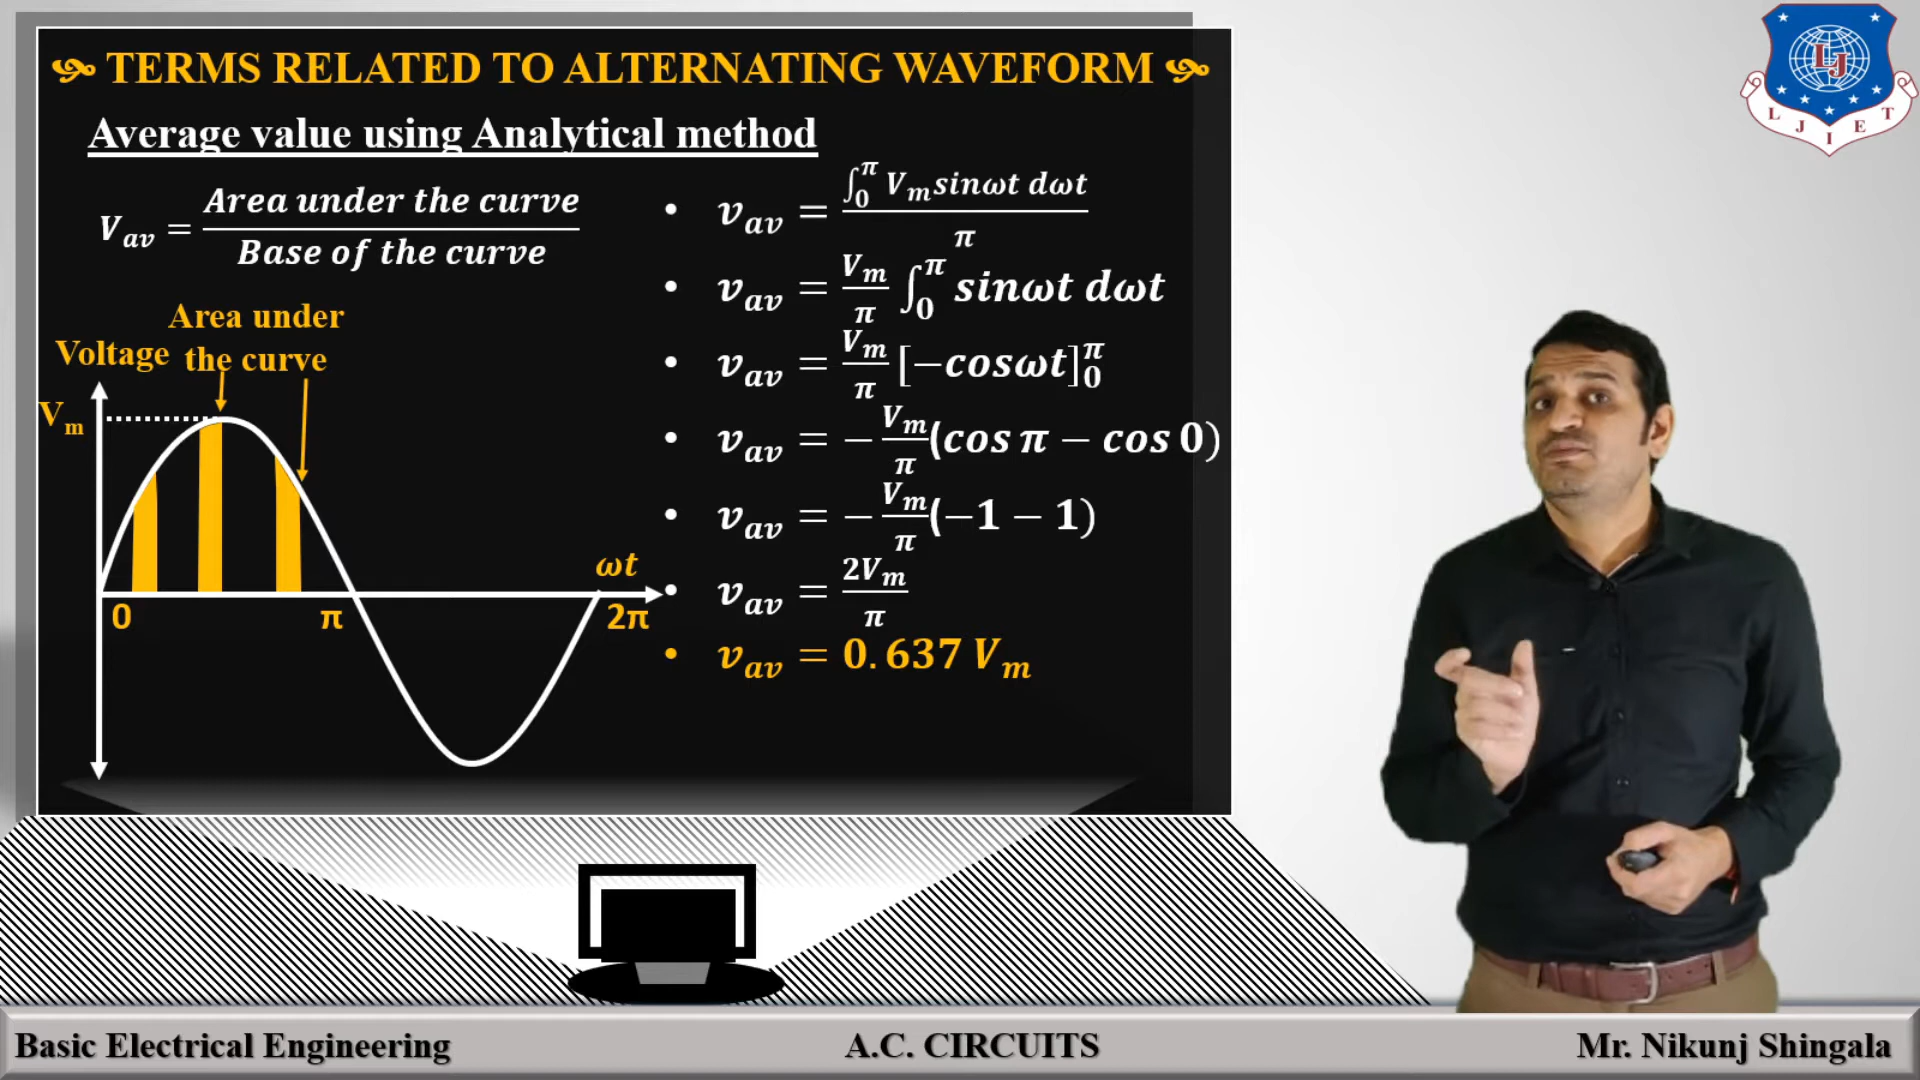 TERMS RELATED TO ALTERNATING WAVEFORM
Average value using Analytical method
V_av = Area under the curve / Base of the curve
Area under
the curve
Voltage
V_m
0
π
2π
ωt
• v_av = ∫_0^π V_m sinωt dωt / π
• v_av = V_m/π ∫_0^π sinωt dωt
• v_av = V_m/π [−cosωt]_0^π
• v_av = −V_m/π (cos π − cos 0)
• v_av = −V_m/π (−1 − 1)
• v_av = 2V_m/π
• v_av = 0.637 V_m
LJ
L J I E T
Basic Electrical Engineering
A.C. CIRCUITS
Mr. Nikunj Shingala